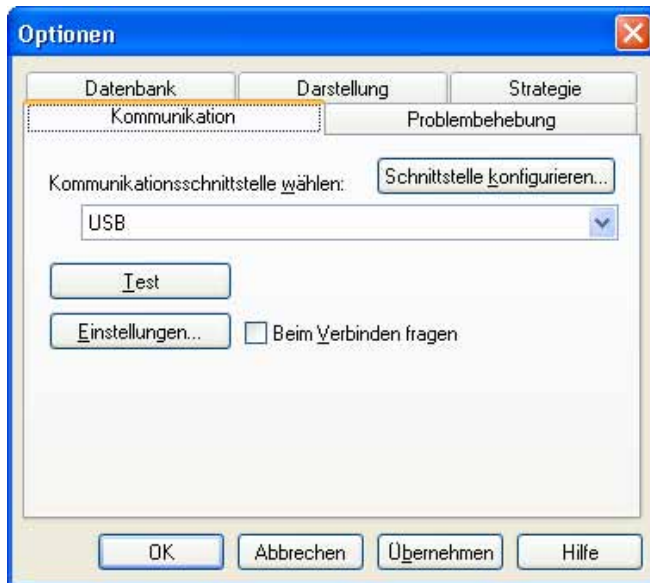 Optionen
Datenbank Darstellung Strategie
Kommunikation Problembehebung
Kommunikationsschnittstelle wählen: Schnittstelle konfigurieren...
USB
Test
Einstellungen... Beim Verbinden fragen
OK Abbrechen Übernehmen Hilfe